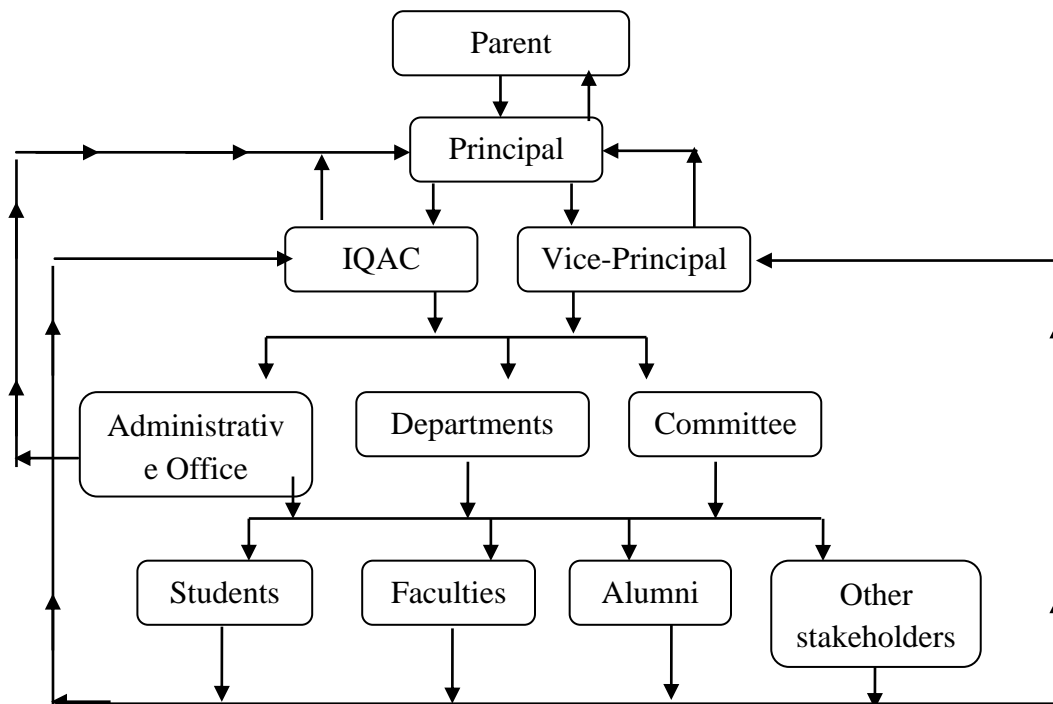 Parent
Principal
IQAC
Vice-Principal
Administrativ
e Office
Departments
Committee
Students
Faculties
Alumni
Other
stakeholders